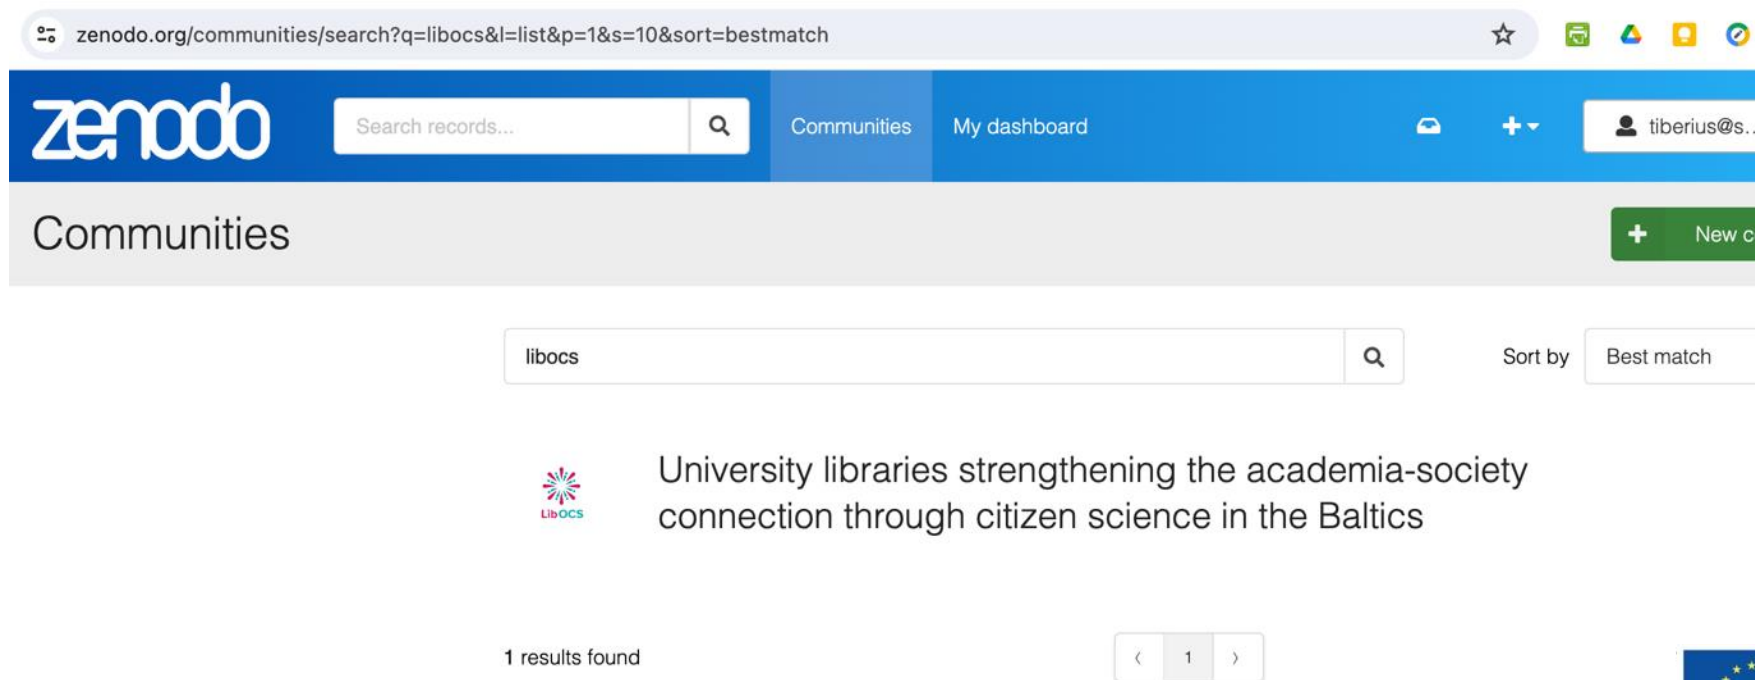 zenodo.org/communities/search?q=libocs&l=list&p=1&s=10&sort=bestmatch
zenodo
Search records...
Communities
My dashboard
tiberius@s...
Communities
New c
libocs
Sort by
Best match
LibOCS
University libraries strengthening the academia-society
connection through citizen science in the Baltics
1 results found
1